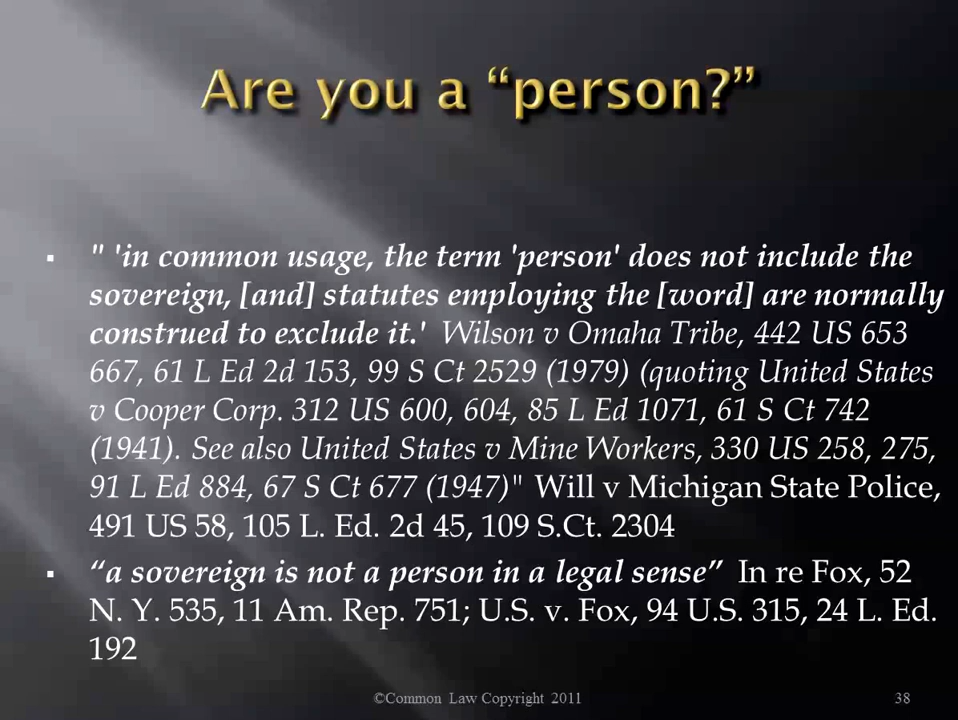 Are you a “person?”
▪ " 'in common usage, the term 'person' does not include the
sovereign, [and] statutes employing the [word] are normally
construed to exclude it.' Wilson v Omaha Tribe, 442 US 653
667, 61 L Ed 2d 153, 99 S Ct 2529 (1979) (quoting United States
v Cooper Corp. 312 US 600, 604, 85 L Ed 1071, 61 S Ct 742
(1941). See also United States v Mine Workers, 330 US 258, 275,
91 L Ed 884, 67 S Ct 677 (1947)" Will v Michigan State Police,
491 US 58, 105 L. Ed. 2d 45, 109 S.Ct. 2304
▪ “a sovereign is not a person in a legal sense” In re Fox, 52
N. Y. 535, 11 Am. Rep. 751; U.S. v. Fox, 94 U.S. 315, 24 L. Ed.
192
©Common Law Copyright 2011
38